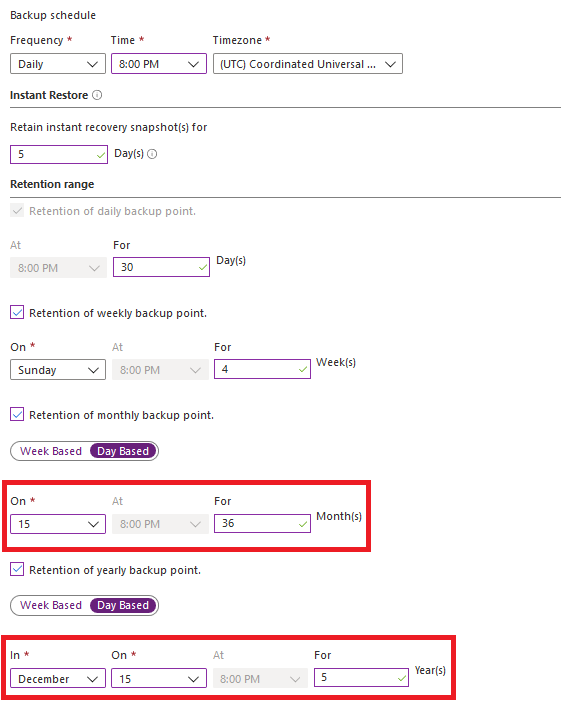 Backup schedule
Frequency * Time * Timezone *
Daily 8:00 PM (UTC) Coordinated Universal ...
Instant Restore
Retain instant recovery snapshot(s) for
5 Day(s)
Retention range
Retention of daily backup point.
At For
8:00 PM 30 Day(s)
Retention of weekly backup point.
On * At For
Sunday 8:00 PM 4 Week(s)
Retention of monthly backup point.
Week Based Day Based
On * At For
15 8:00 PM 36 Month(s)
Retention of yearly backup point.
Week Based Day Based
In * On * At For
December 15 8:00 PM 5 Year(s)